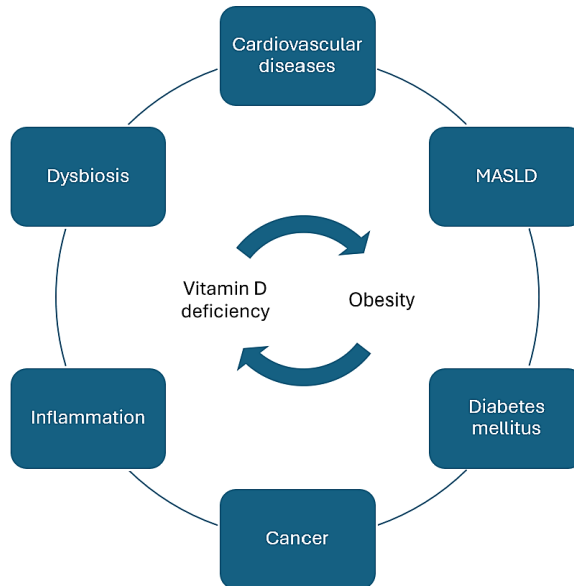 Cardiovascular
diseases
Dysbiosis
MASLD
Vitamin D
deficiency
Obesity
Inflammation
Diabetes
mellitus
Cancer